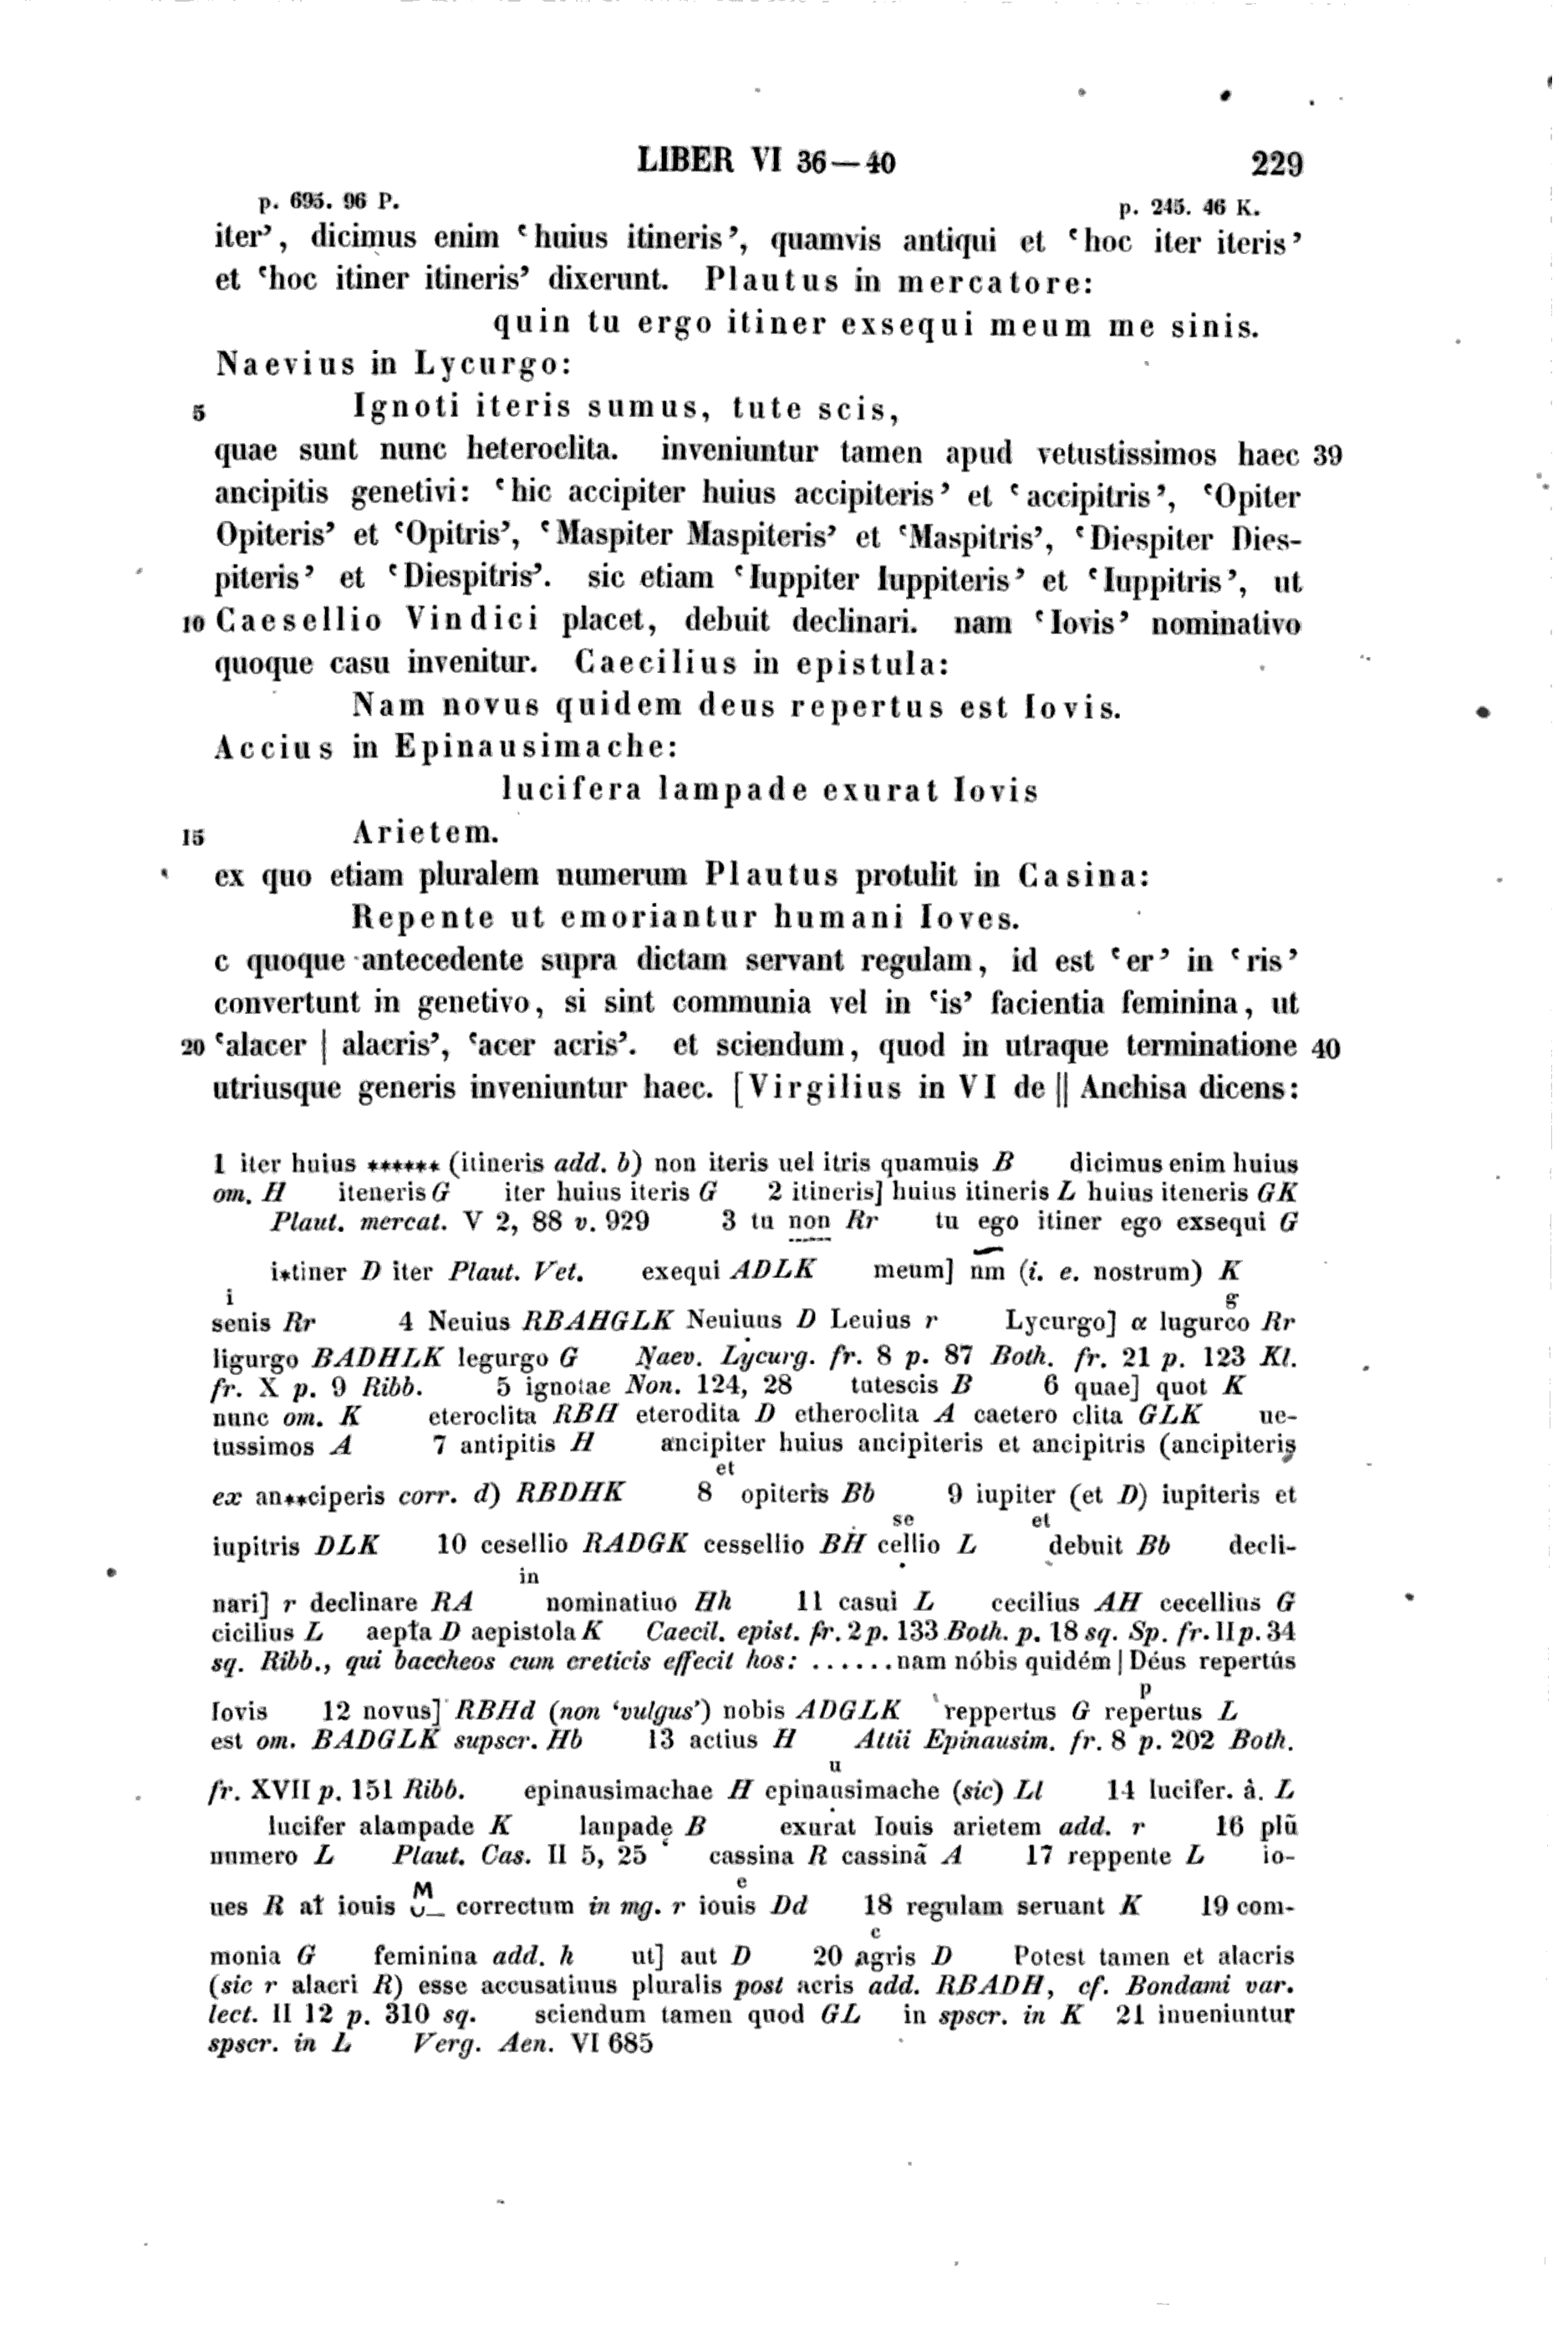 LIBER VI 36—40 229
p. 695. 96 P. p. 245. 46 K.
iter’, dicimus enim ‘huius itineris’, quamvis antiqui et ‘hoc iter iteris’
et ‘hoc itiner itineris’ dixerunt. Plautus in mercatore:
quin tu ergo itiner exsequi meum me sinis.
Naevius in Lycurgo:
5 Ignoti iteris sumus, tute scis,
quae sunt nunc heteroclita. inveniuntur tamen apud vetustissimos haec 39
ancipitis genetivi: ‘hic accipiter huius accipiteris’ et ‘accipitris’, ‘Opiter
Opiteris’ et ‘Opitris’, ‘Maspiter Maspiteris’ et ‘Maspitris’, ‘Diespiter Dies-
piteris’ et ‘Diespitris’. sic etiam ‘Iuppiter Iuppiteris’ et ‘Iuppitris’, ut
10 Caesellio Vindici placet, debuit declinari. nam ‘Iovis’ nominativo
quoque casu invenitur. Caecilius in epistula:
Nam novus quidem deus repertus est Iovis.
Accius in Epinausimache:
lucifera lampade exurat Iovis
15 Arietem.
ex quo etiam pluralem numerum Plautus protulit in Casina:
Repente ut emoriantur humani Ioves.
c quoque antecedente supra dictam servant regulam, id est ‘er’ in ‘ris’
convertunt in genetivo, si sint communia vel in ‘is’ facientia feminina, ut
20 ‘alacer | alacris’, ‘acer acris’. et sciendum, quod in utraque terminatione 40
utriusque generis inveniuntur haec. [Virgilius in VI de || Anchisa dicens:
1 iter huius ****** (itineris add. b) non iteris uel itris quamuis B dicimus enim huius
om. H iteneris G iter huius iteris G 2 itineris] huius itineris L huius iteneris GK
Plaut. mercat. V 2, 88 v. 929 3 tu non Rr tu ego itiner ego exsequi G
i*tiner D iter Plaut. Vet. exequi ADLK meum] nm (i. e. nostrum) K
i g
senis Rr 4 Neuius RBAHGLK Neuiuus D Leuius r Lycurgo] α lugurco Rr
ligurgo BADHLK legurgo G Naev. Lycurg. fr. 8 p. 87 Both. fr. 21 p. 123 Kl.
fr. X p. 9 Ribb. 5 ignotae Non. 124, 28 tutescis B 6 quae] quot K
nunc om. K eteroclita RBH eterodita D etheroclita A caetero clita GLK ue-
tussimos A 7 antipitis H ancipiter huius ancipiteris et ancipitris (ancipiteris
et
ex an**ciperis corr. d) RBDHK 8 opiteris Bb 9 iupiter (et D) iupiteris et
se et
iupitris DLK 10 cesellio RADGK cessellio BH cellio L debuit Bb decli-
in
nari] r declinare RA nominatiuo Hh 11 casui L cecilius AH cecellius G
cicilius L aepta D aepistola K Caecil. epist. fr. 2 p. 133 Both. p. 18 sq. Sp. fr. II p. 34
sq. Ribb., qui baccheos cum creticis effecit hos: ......nam nóbis quidém | Déus repertús
p
Iovis 12 novus] RBHd (non ‘vulgus’) nobis ADGLK reppertus G repertus L
est om. BADGLK supscr. Hb 13 actius H Attii Epinausim. fr. 8 p. 202 Both.
u
fr. XVII p. 151 Ribb. epinausimachae H epinausimache (sic) Ll 14 lucifer. à. L
lucifer alampade K lanpadę B exurat Iouis arietem add. r 16 plū
numero L Plaut. Cas. II 5, 25 cassina R cassinā A 17 reppente L io-
M e
ues R at iouis ∪— correctum in mg. r iouis Dd 18 regulam seruant K 19 com-
c
monia G feminina add. h ut] aut D 20 agris D Potest tamen et alacris
(sic r alacri R) esse accusatiuus pluralis post acris add. RBADH, cf. Bondami var.
lect. II 12 p. 310 sq. sciendum tamen quod GL in spscr. in K 21 inueniuntur
spscr. in L Verg. Aen. VI 685